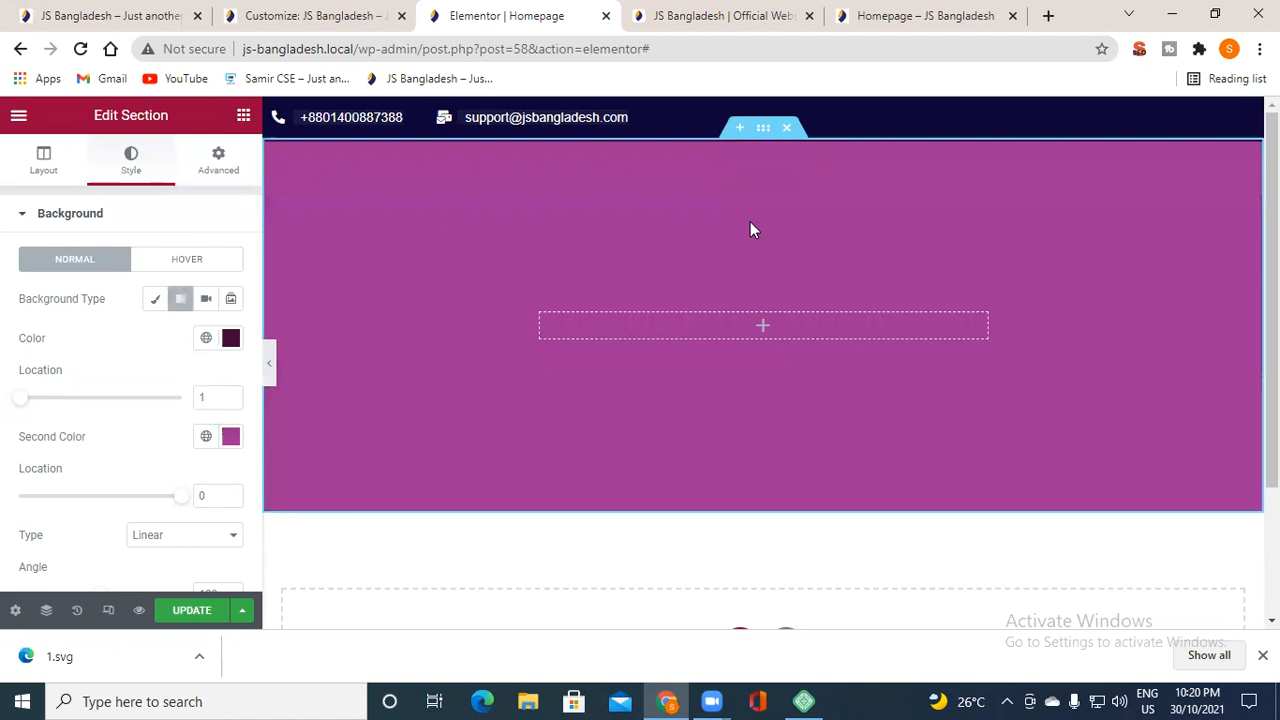 JS Bangladesh – Just another
Customize: JS Bangladesh – J
Elementor | Homepage
JS Bangladesh | Official Webs
Homepage – JS Bangladesh
Not secure
js-bangladesh.local/wp-admin/post.php?post=58&action=elementor#
S
Apps
Gmail
YouTube
Samir CSE – Just an...
JS Bangladesh – Ju...
Reading list
Edit Section
+8801400887388
support@jsbangladesh.com
Layout
Style
Advanced
Background
NORMAL
HOVER
Background Type
Color
Location
1
Second Color
Location
0
Type
Linear
Angle
UPDATE
Activate Windows
Go to Settings to activate Windows.
1.svg
Show all
Type here to search
26°C
ENG
US
10:20 PM
30/10/2021